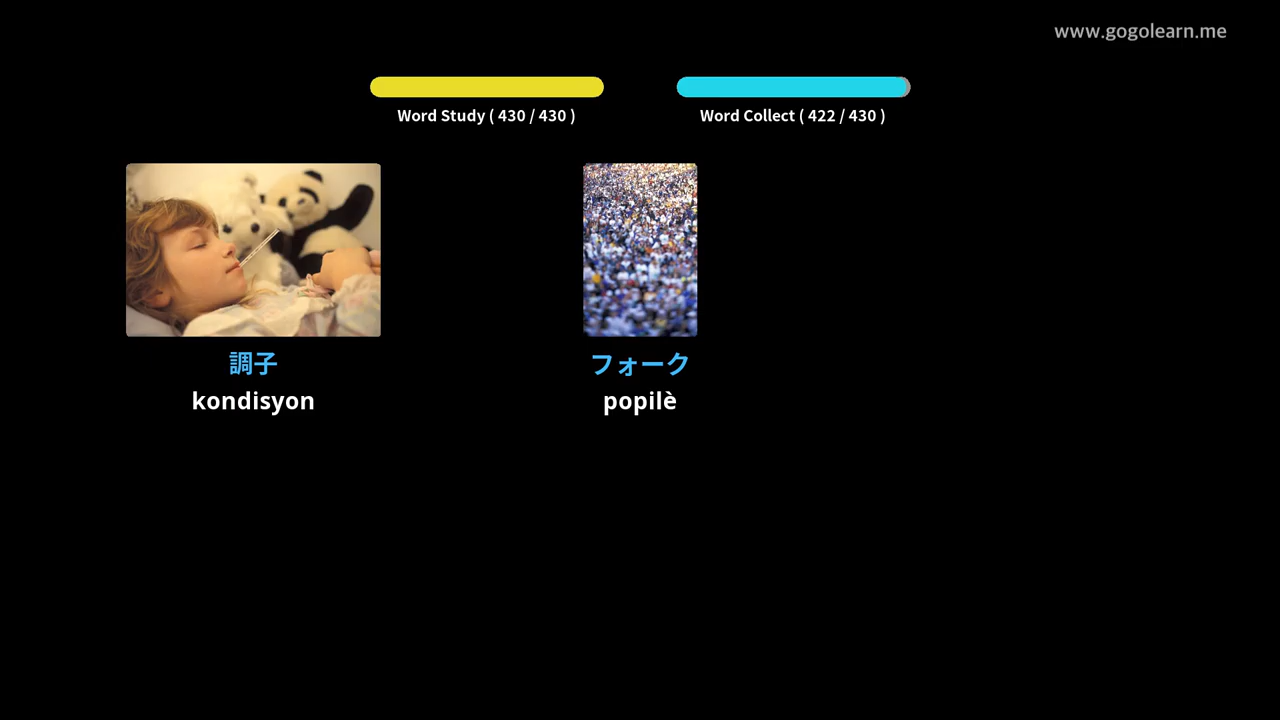 www.gogolearn.me
Word Study ( 430 / 430 )
Word Collect ( 422 / 430 )
調子
フォーク
kondisyon
popilè